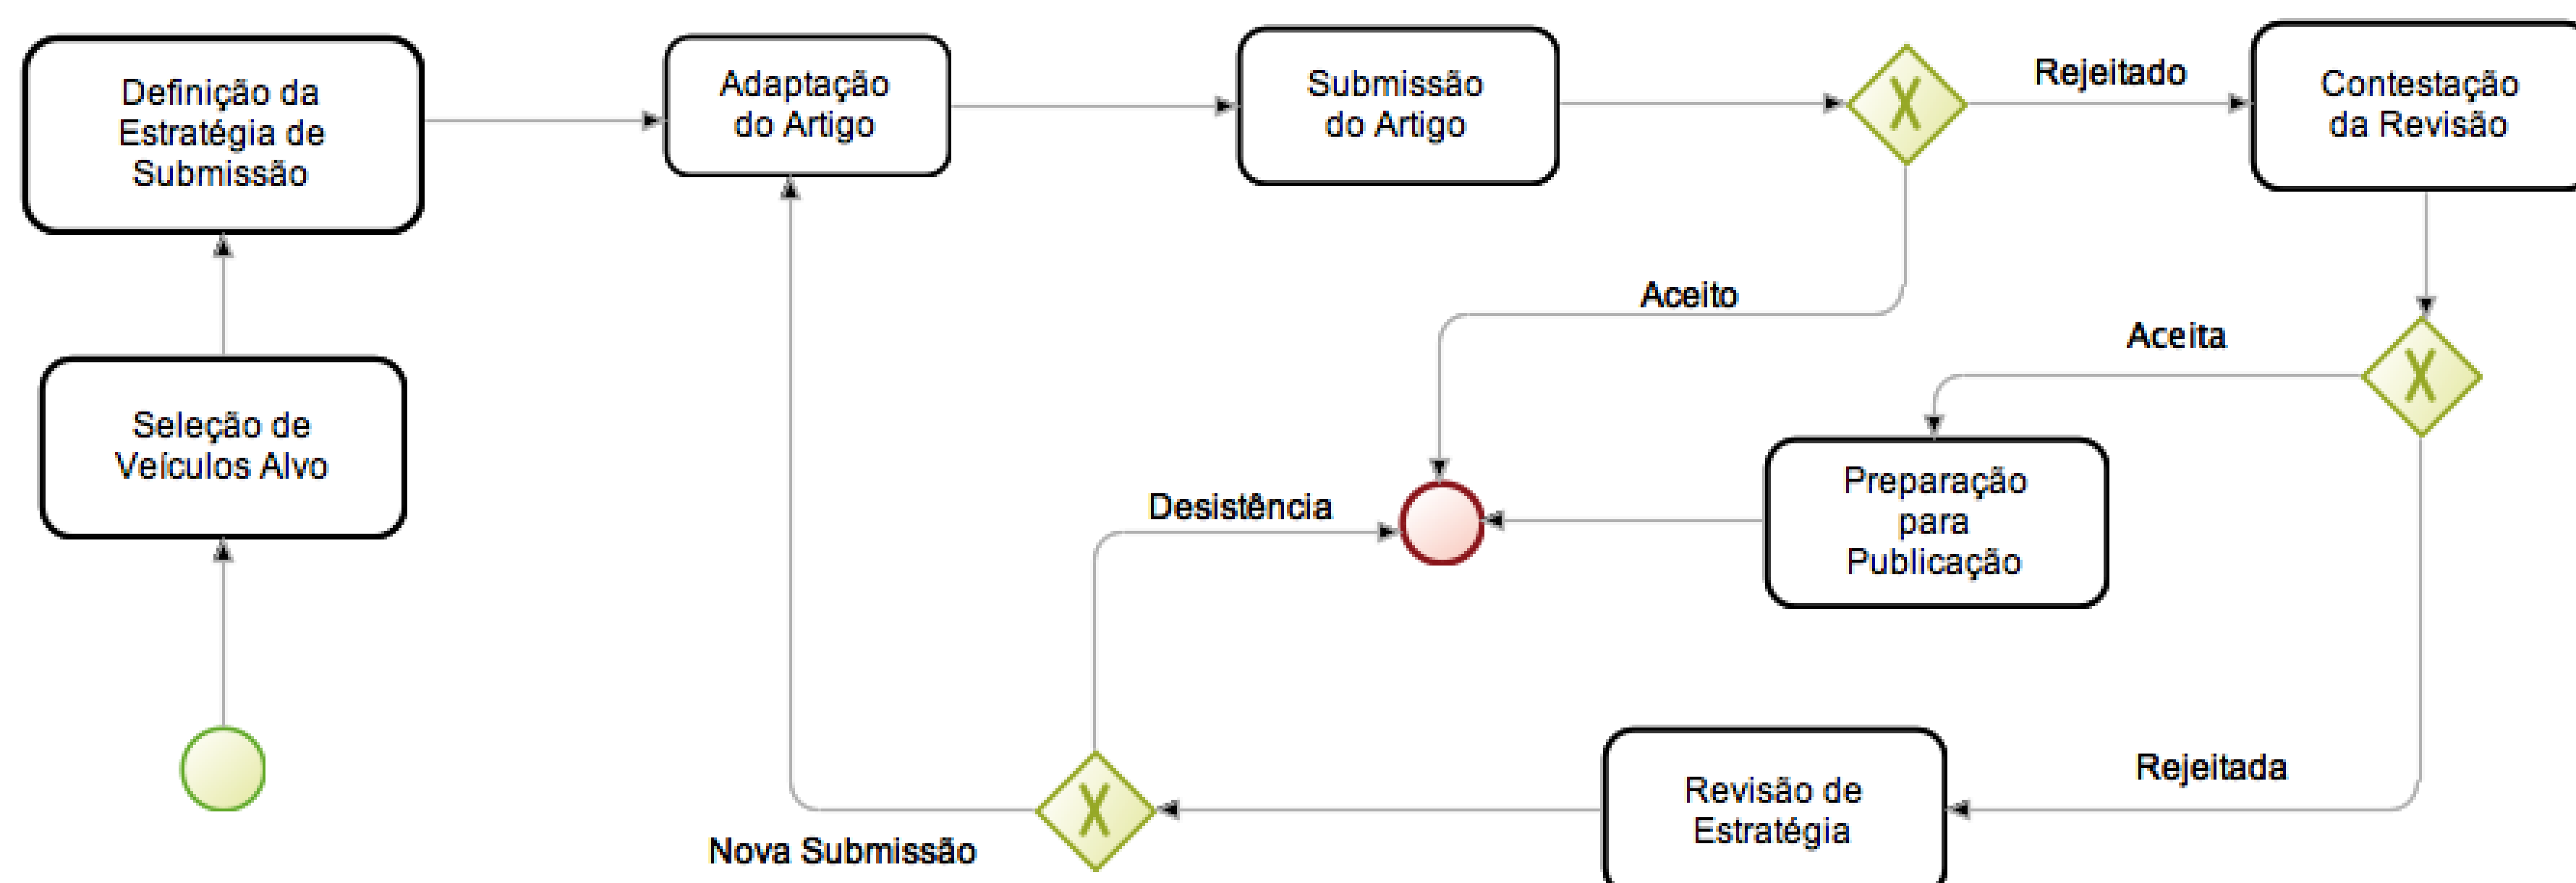 Definição da
Estratégia de
Submissão
Adaptação
do Artigo
Submissão
do Artigo
Rejeitado
Contestação
da Revisão
Aceito
Aceita
Seleção de
Veículos Alvo
Desistência
Preparação
para
Publicação
Nova Submissão
Revisão de
Estratégia
Rejeitada